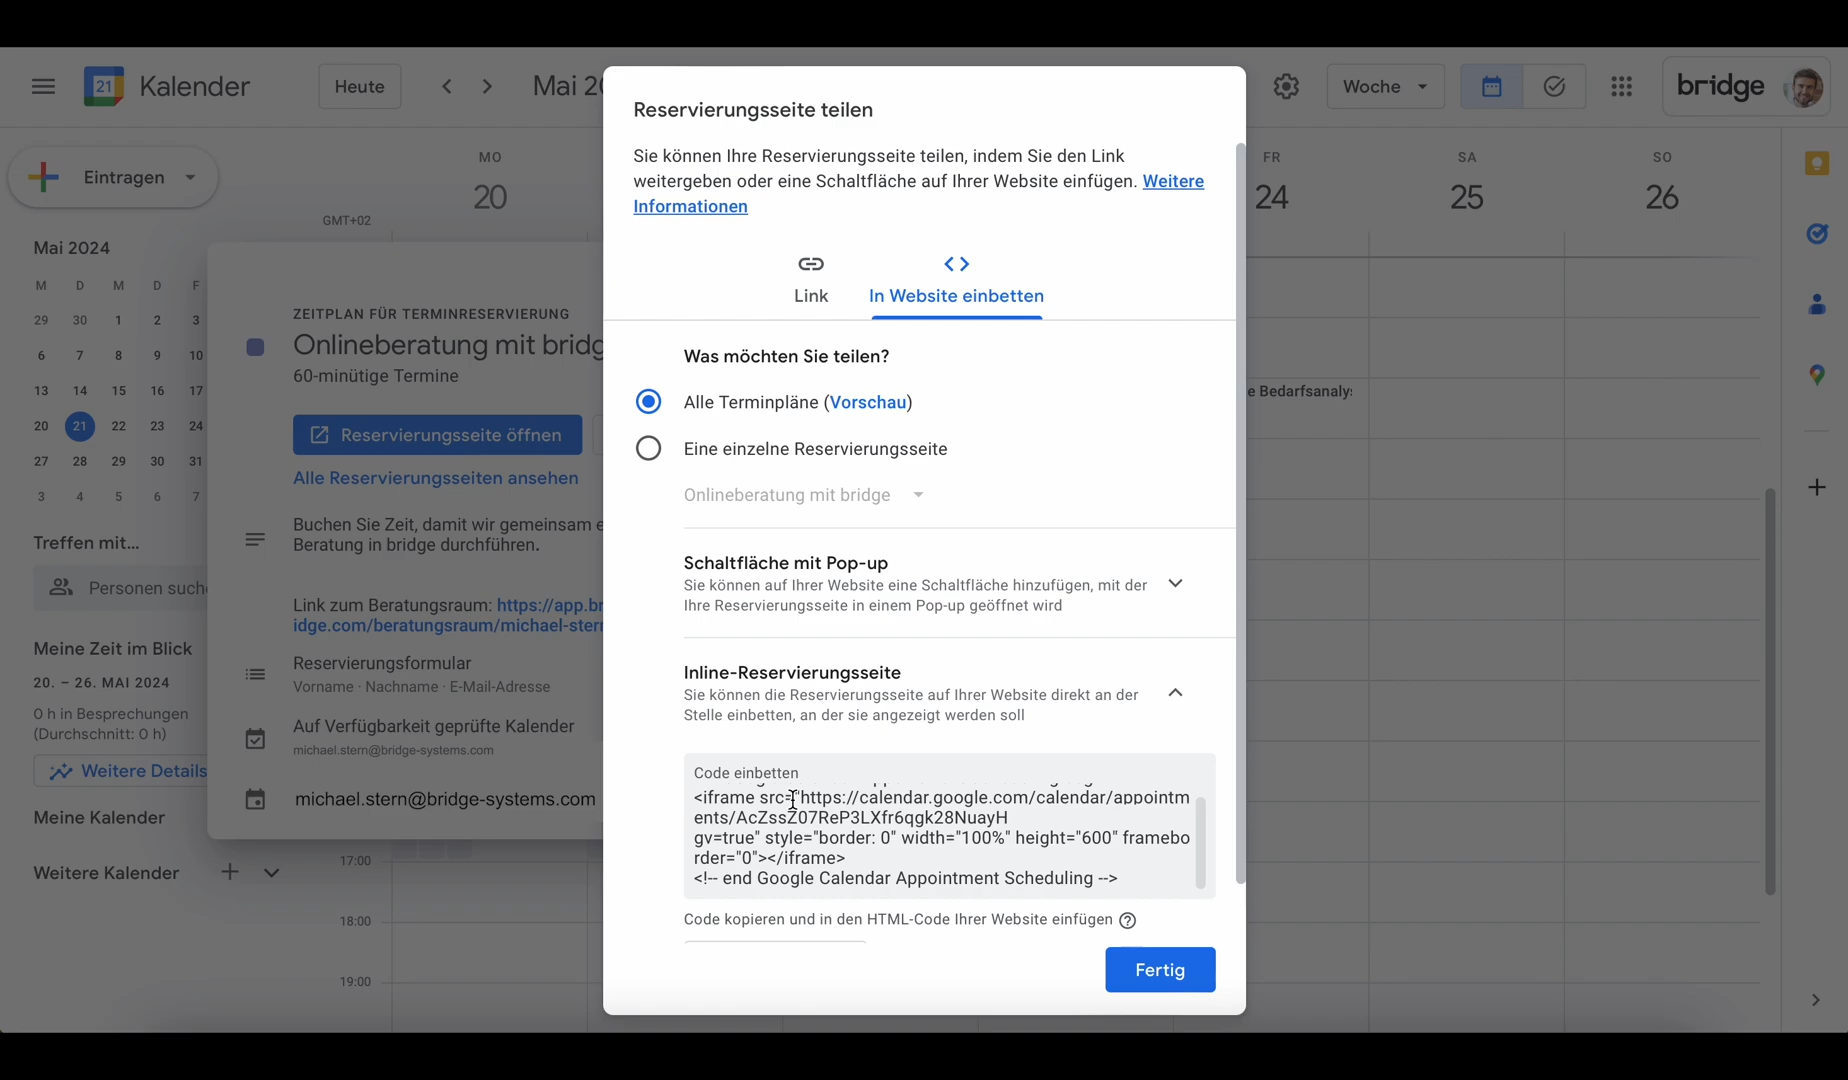 21
Kalender
Heute
Mai 20
Woche
bridge
Eintragen
GMT+02
MO
20
FR
24
SA
25
SO
26
Mai 2024
M D M D F
29 30 1 2 3
6 7 8 9 10
13 14 15 16 17
20 21 22 23 24
27 28 29 30 31
3 4 5 6 7
Treffen mit...
Personen suche
Meine Zeit im Blick
20. – 26. MAI 2024
0 h in Besprechungen
(Durchschnitt: 0 h)
Weitere Details
Meine Kalender
Weitere Kalender
ZEITPLAN FÜR TERMINRESERVIERUNG
Onlineberatung mit bridg
60-minütige Termine
Reservierungsseite öffnen
Alle Reservierungsseiten ansehen
Buchen Sie Zeit, damit wir gemeinsam e
Beratung in bridge durchführen.
Link zum Beratungsraum: https://app.br
idge.com/beratungsraum/michael-stern
Reservierungsformular
Vorname · Nachname · E-Mail-Adresse
Auf Verfügbarkeit geprüfte Kalender
michael.stern@bridge-systems.com
michael.stern@bridge-systems.com
17:00
18:00
19:00
e Bedarfsanalys
Reservierungsseite teilen
Sie können Ihre Reservierungsseite teilen, indem Sie den Link
weitergeben oder eine Schaltfläche auf Ihrer Website einfügen. Weitere
Informationen
Link
In Website einbetten
Was möchten Sie teilen?
Alle Terminpläne (Vorschau)
Eine einzelne Reservierungsseite
Onlineberatung mit bridge
Schaltfläche mit Pop-up
Sie können auf Ihrer Website eine Schaltfläche hinzufügen, mit der
Ihre Reservierungsseite in einem Pop-up geöffnet wird
Inline-Reservierungsseite
Sie können die Reservierungsseite auf Ihrer Website direkt an der
Stelle einbetten, an der sie angezeigt werden soll
Code einbetten
<iframe src="https://calendar.google.com/calendar/appointm
ents/AcZssZ07ReP3LXfr6qgk28NuayH
gv=true" style="border: 0" width="100%" height="600" framebo
rder="0"></iframe>
<!-- end Google Calendar Appointment Scheduling -->
Code kopieren und in den HTML-Code Ihrer Website einfügen
Fertig